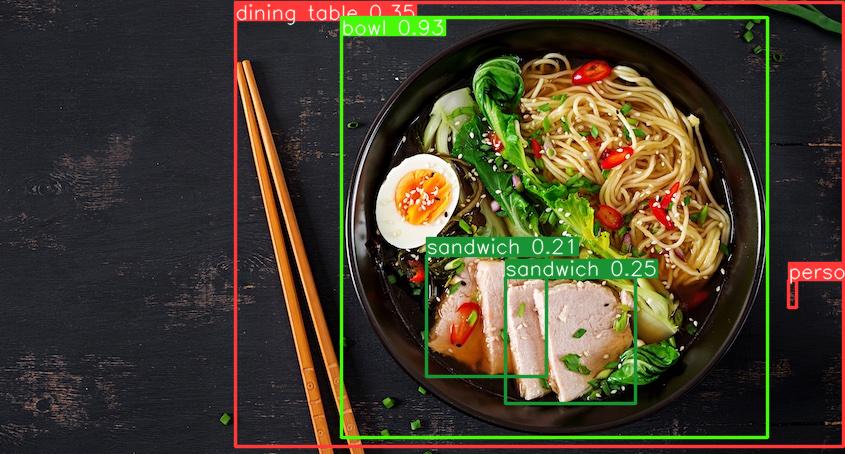 dining table 0.35
bowl 0.93
sandwich 0.21
sandwich 0.25
perso